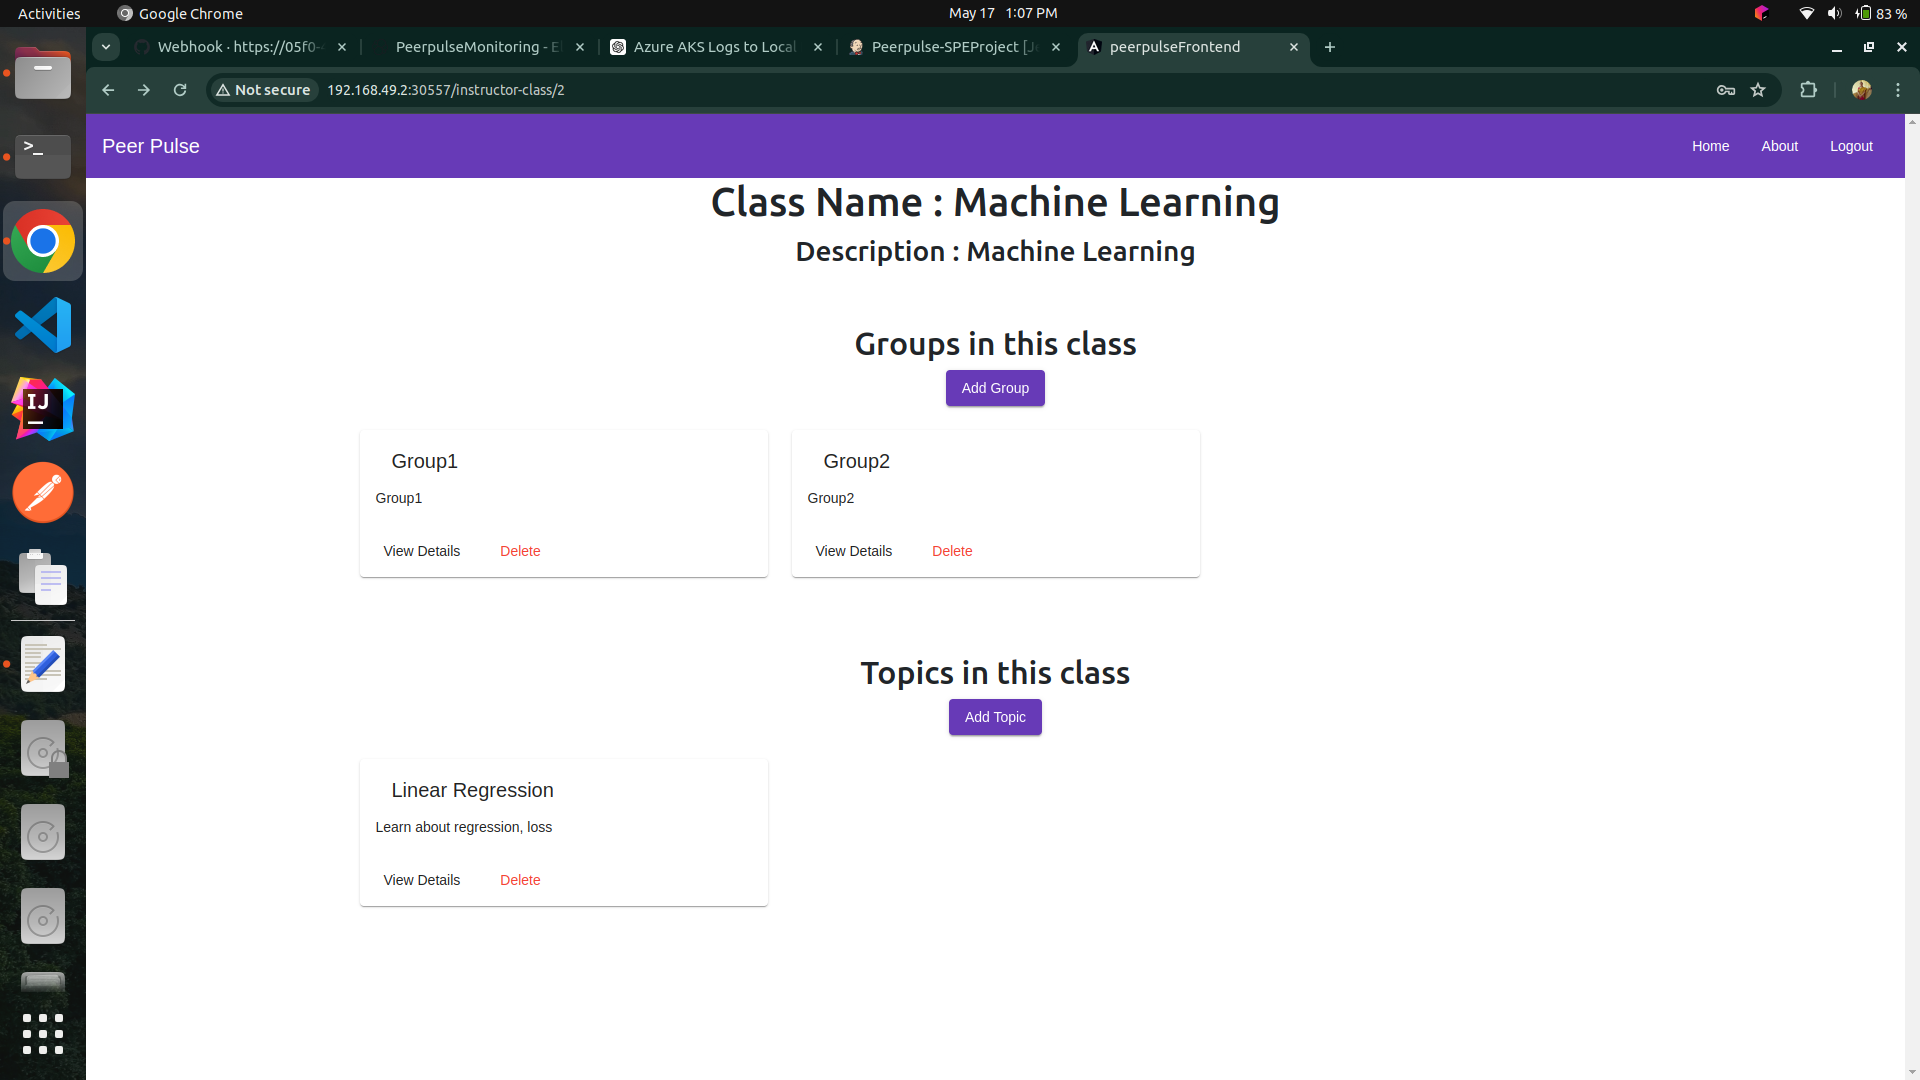 Activities Google Chrome May 17 1:07 PM 83 %
Webhook · https://05f0- PeerpulseMonitoring - El Azure AKS Logs to Local Peerpulse-SPEProject [Je peerpulseFrontend
Not secure 192.168.49.2:30557/instructor-class/2
Peer Pulse Home About Logout
Class Name : Machine Learning
Description : Machine Learning
Groups in this class
Add Group
Group1 Group2
Group1 Group2
View Details Delete View Details Delete
Topics in this class
Add Topic
Linear Regression
Learn about regression, loss
View Details Delete